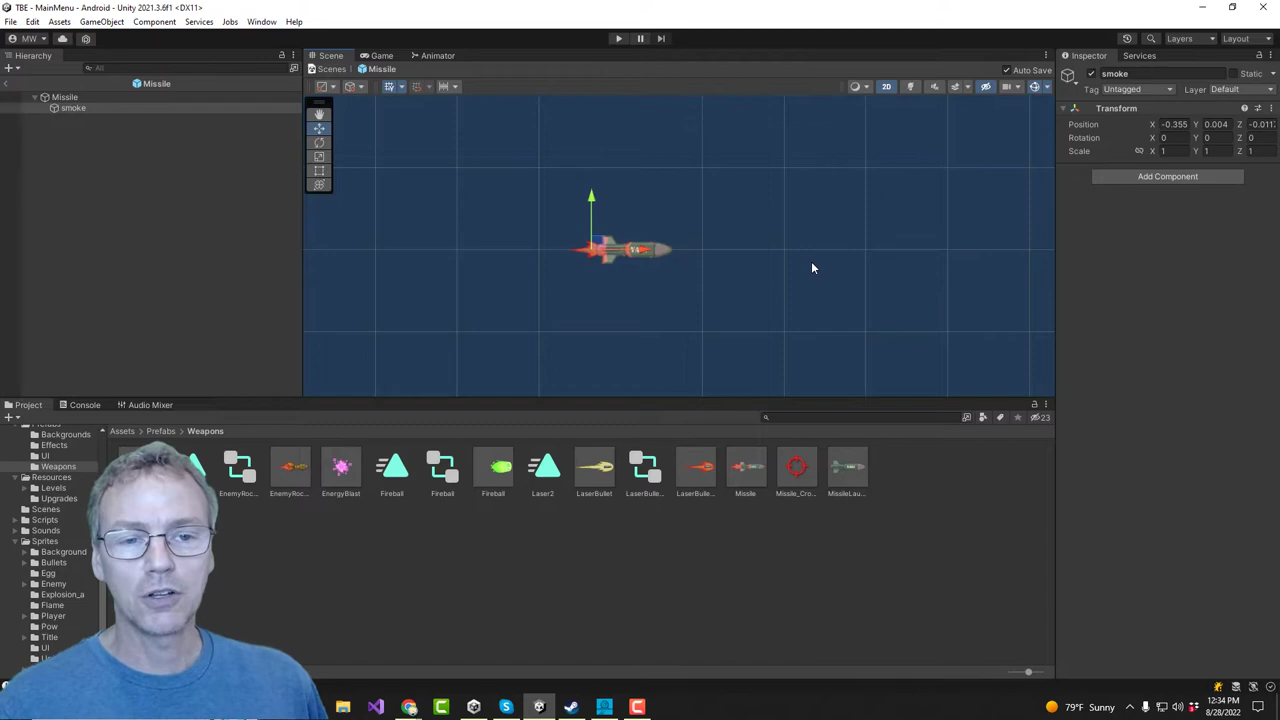 TBE - MainMenu - Android - Unity 2021.3.6f1 <DX11>
File Edit Assets GameObject Component Services Jobs Window Help
MW Layers Layout
Hierarchy Scene Game Animator Inspector Services
All Scenes Missile Auto Save smoke Static
Missile Tag Untagged Layer Default
2D
Missile Transform
smoke
Position X -0.355 Y 0.004 Z -0.011
Rotation X 0 Y 0 Z 0
Scale X 1 Y 1 Z 1
Add Component
Project Console Audio Mixer
23
Assets Prefabs Weapons
Backgrounds
Effects
UI
Weapons
Resources
Levels
Upgrades
Scenes
Scripts
Sounds
Sprites
Background
Bullets
Egg
Enemy
Explosion_a
Flame
Player
Pow
Title
UI
EnemyRoc... EnemyRoc... EnergyBlast Fireball Fireball Fireball Laser2 LaserBullet LaserBulle... LaserBulle... Missile Missile_Cro... MissileLau...
79°F Sunny
12:34 PM
8/28/2022